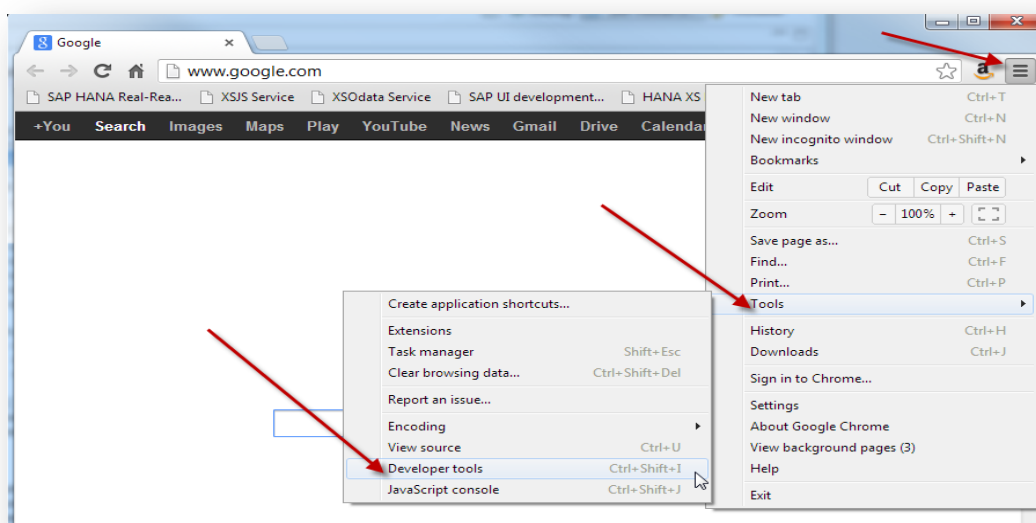 8 Google ×
www.google.com a
SAP HANA Real-Rea... XSJS Service XSOdata Service SAP UI development... HANA XS
+You Search Images Maps Play YouTube News Gmail Drive Calendar
New tab Ctrl+T
New window Ctrl+N
New incognito window Ctrl+Shift+N
Bookmarks
Edit Cut Copy Paste
Zoom − 100% +
Save page as... Ctrl+S
Find... Ctrl+F
Print... Ctrl+P
Tools
History Ctrl+H
Downloads Ctrl+J
Sign in to Chrome...
Settings
About Google Chrome
View background pages (3)
Help
Exit
Create application shortcuts...
Extensions
Task manager Shift+Esc
Clear browsing data... Ctrl+Shift+Del
Report an issue...
Encoding
View source Ctrl+U
Developer tools Ctrl+Shift+I
JavaScript console Ctrl+Shift+J